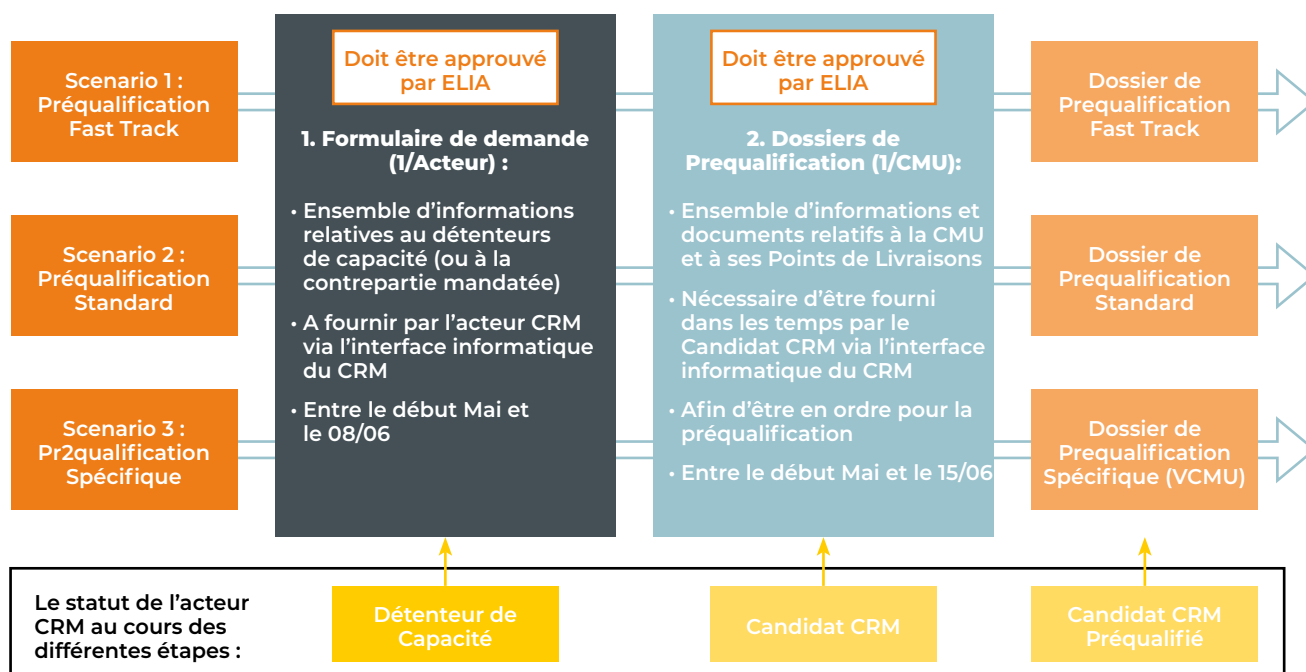 Scenario 1 :
Préqualification
Fast Track
Scenario 2 :
Préqualification
Standard
Scenario 3 :
Pr2qualification
Spécifique
Doit être approuvé
par ELIA
1. Formulaire de demande
(1/Acteur) :
• Ensemble d'informations
relatives au détenteurs
de capacité (ou à la
contrepartie mandatée)
• A fournir par l'acteur CRM
via l'interface informatique
du CRM
• Entre le début Mai et
le 08/06
Doit être approuvé
par ELIA
2. Dossiers de
Prequalification (1/CMU):
• Ensemble d'informations et
documents relatifs à la CMU
et à ses Points de Livraisons
• Nécessaire d'être fourni
dans les temps par le
Candidat CRM via l'interface
informatique du CRM
• Afin d'être en ordre pour la
préqualification
• Entre le début Mai et le 15/06
Dossier de
Prequalification
Fast Track
Dossier de
Prequalification
Standard
Dossier de
Prequalification
Spécifique (VCMU)
Le statut de l'acteur
CRM au cours des
différentes étapes :
Détenteur de
Capacité
Candidat CRM
Candidat CRM
Préqualifié